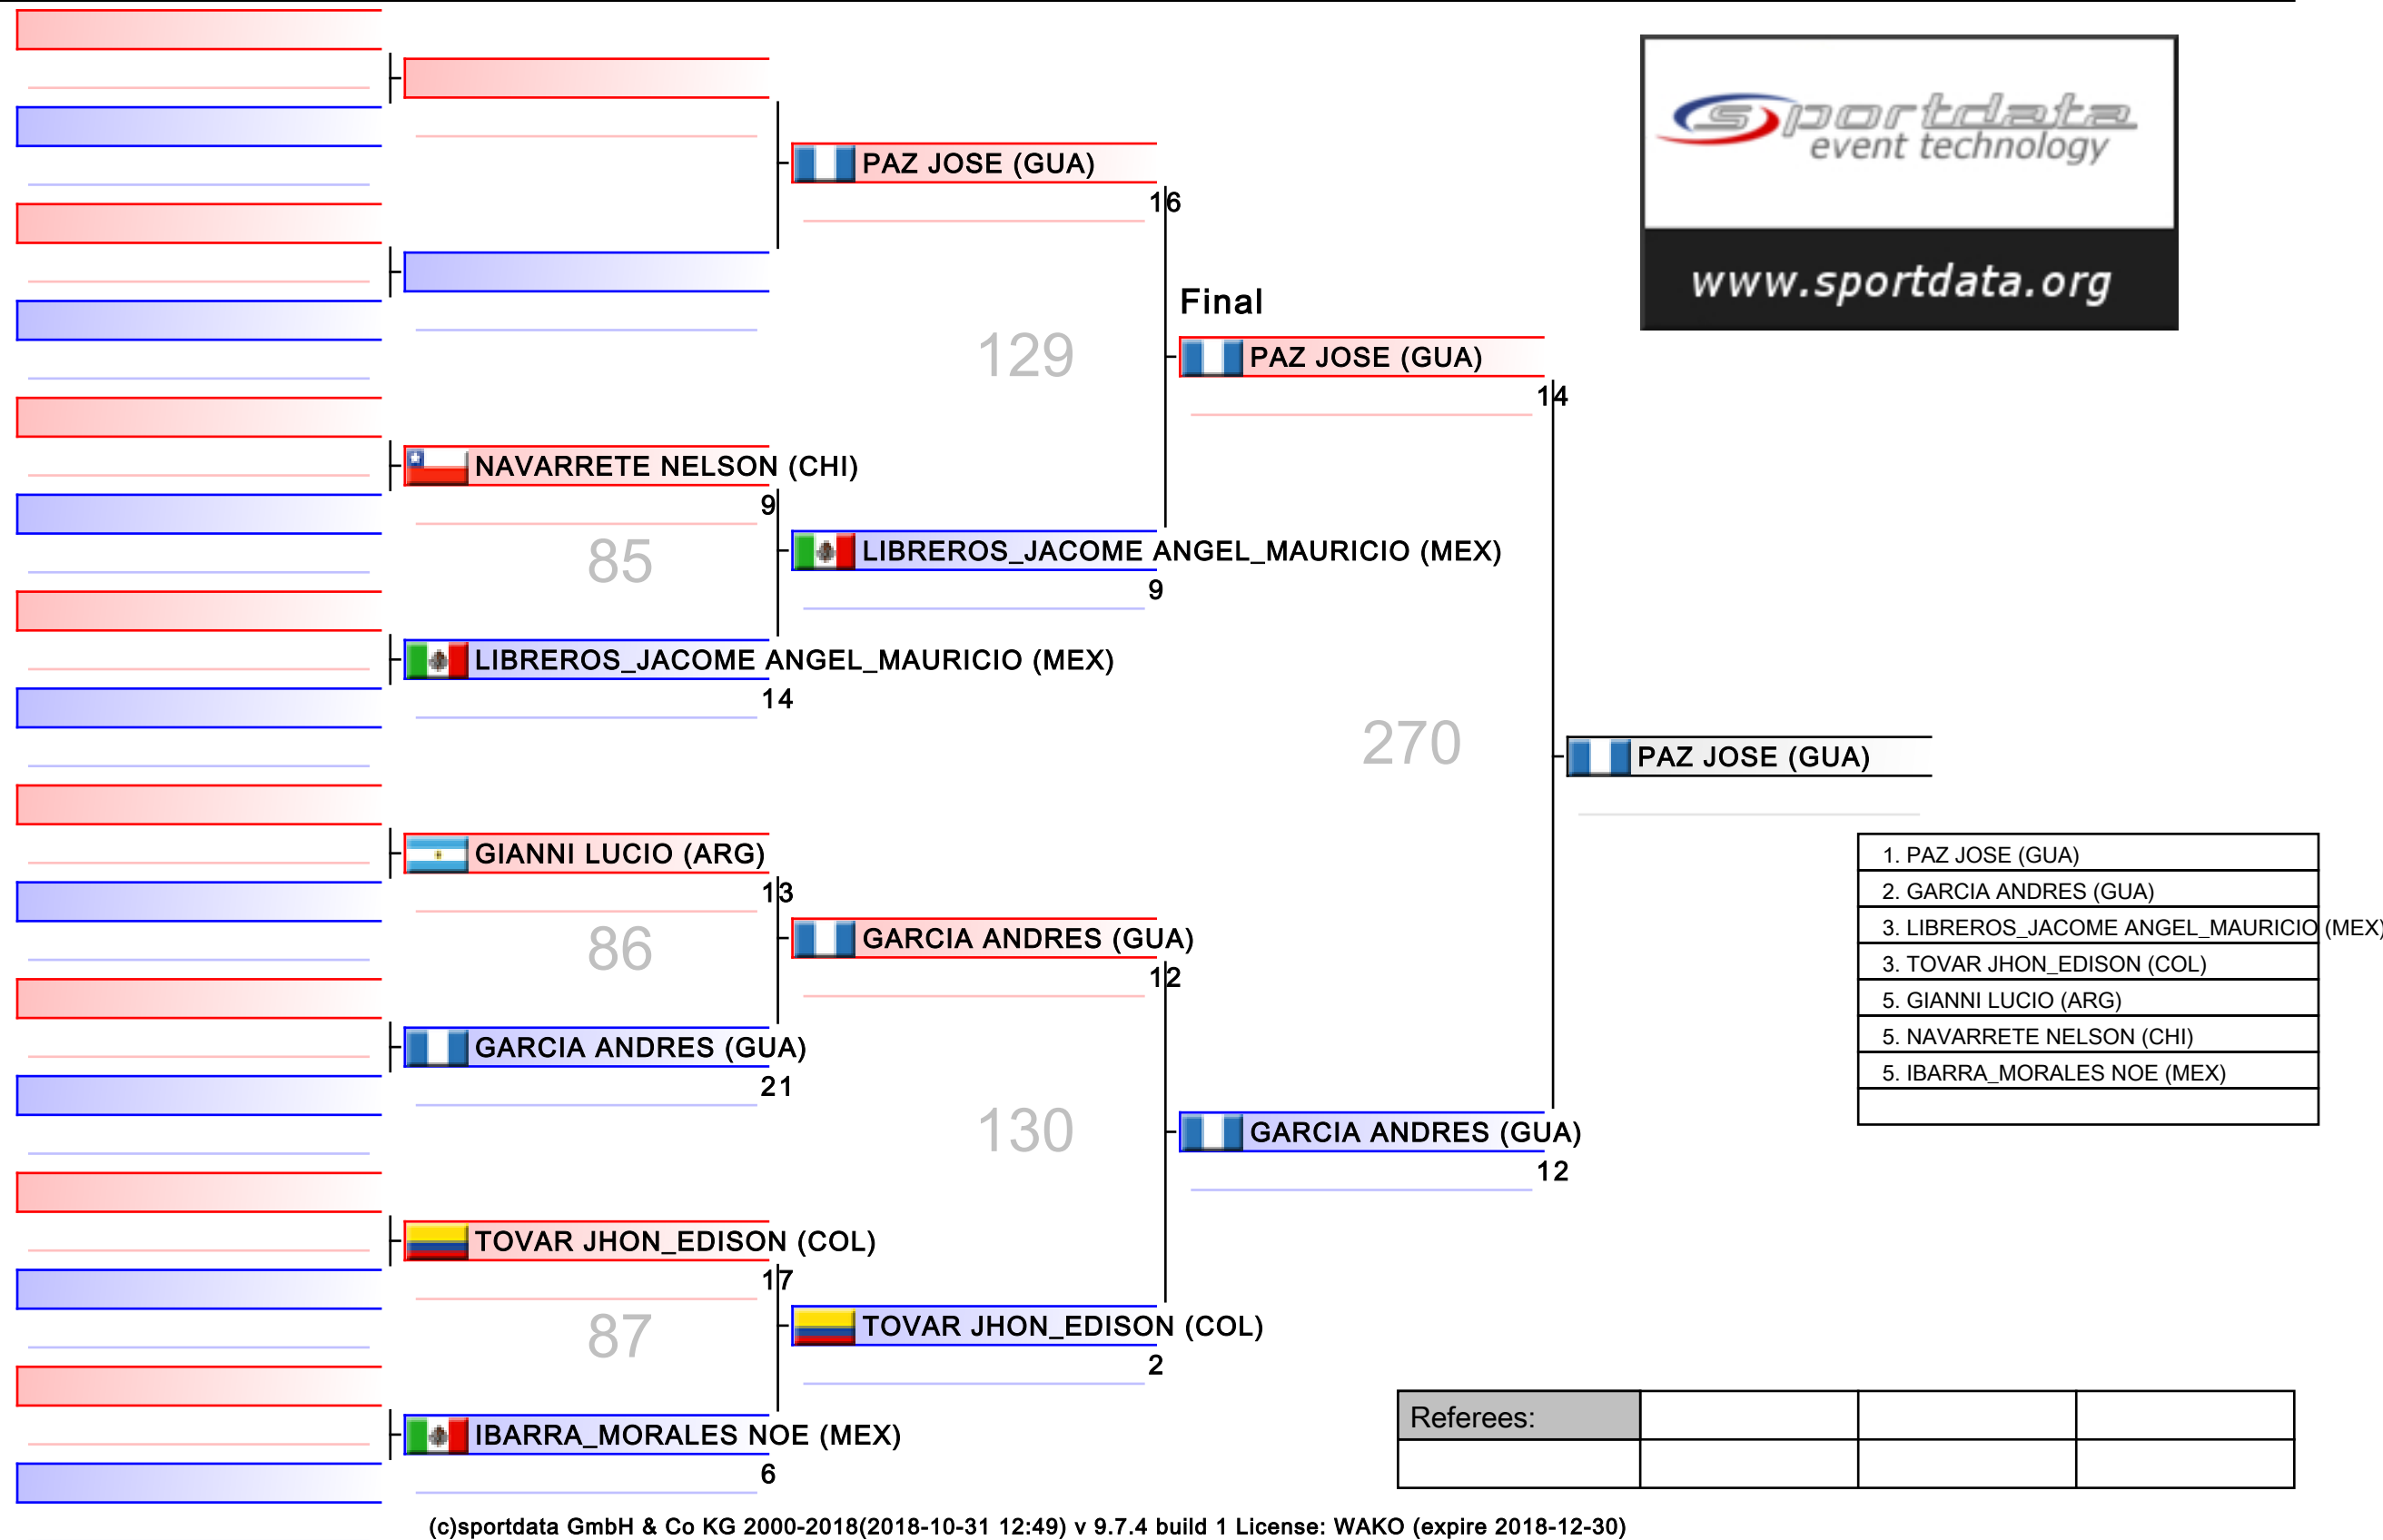 sportdata
event technology
www.sportdata.org
PAZ JOSE (GUA)
16
Final
129
PAZ JOSE (GUA)
14
NAVARRETE NELSON (CHI)
9
85
LIBREROS_JACOME ANGEL_MAURICIO (MEX)
9
LIBREROS_JACOME ANGEL_MAURICIO (MEX)
14
270
PAZ JOSE (GUA)
GIANNI LUCIO (ARG)
13
86
GARCIA ANDRES (GUA)
12
GARCIA ANDRES (GUA)
21
130
GARCIA ANDRES (GUA)
12
TOVAR JHON_EDISON (COL)
17
87
TOVAR JHON_EDISON (COL)
2
IBARRA_MORALES NOE (MEX)
6
1. PAZ JOSE (GUA)
2. GARCIA ANDRES (GUA)
3. LIBREROS_JACOME ANGEL_MAURICIO (MEX)
3. TOVAR JHON_EDISON (COL)
5. GIANNI LUCIO (ARG)
5. NAVARRETE NELSON (CHI)
5. IBARRA_MORALES NOE (MEX)
Referees:
(c)sportdata GmbH & Co KG 2000-2018(2018-10-31 12:49) v 9.7.4 build 1 License: WAKO (expire 2018-12-30)